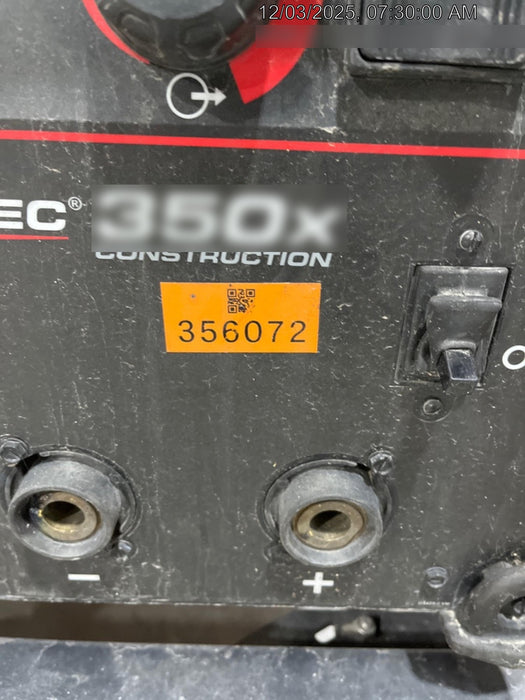 12/03/2025, 07:30:00 AM
EC®
CONSTRUCTION
356072
O
-
+